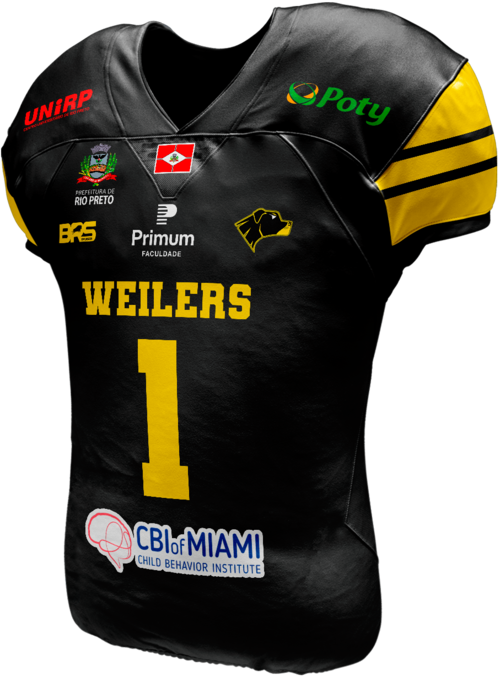 UNIRP
Poty
PREFEITURA DE
RIO PRETO
BRS
Primum
FACULDADE
WEILERS
1
CBI of MIAMI
CHILD BEHAVIOR INSTITUTE